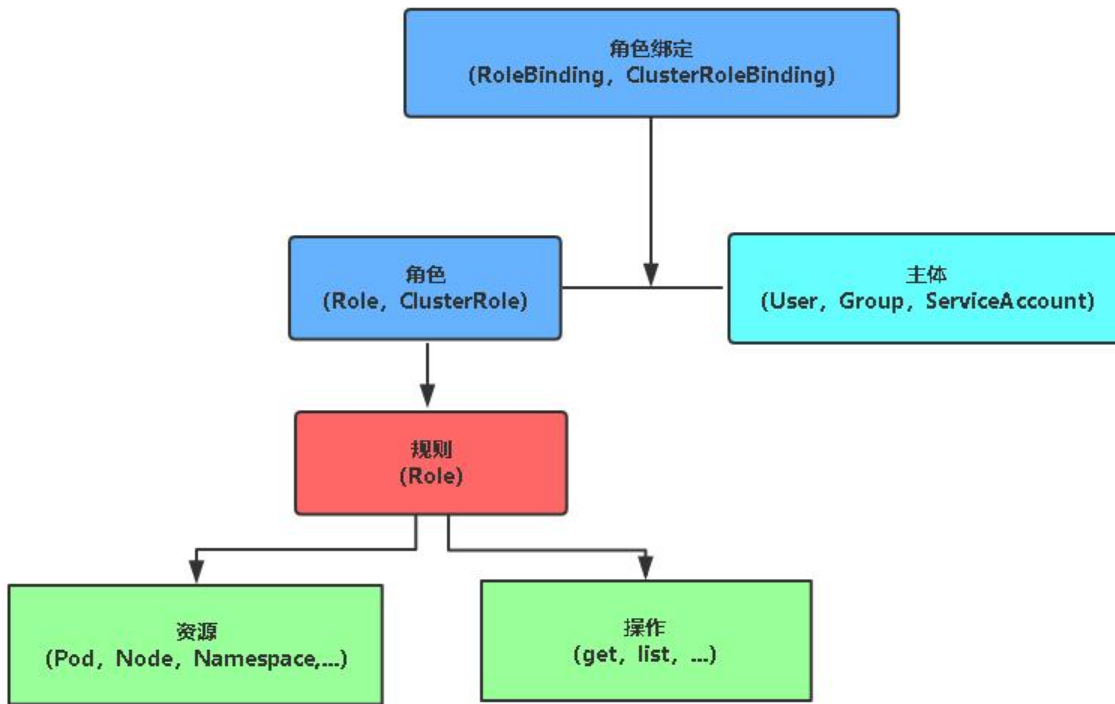 角色绑定
(RoleBinding, ClusterRoleBinding)
角色
(Role, ClusterRole)
主体
(User, Group, ServiceAccount)
规则
(Role)
资源
(Pod, Node, Namespace,...)
操作
(get, list, ...)